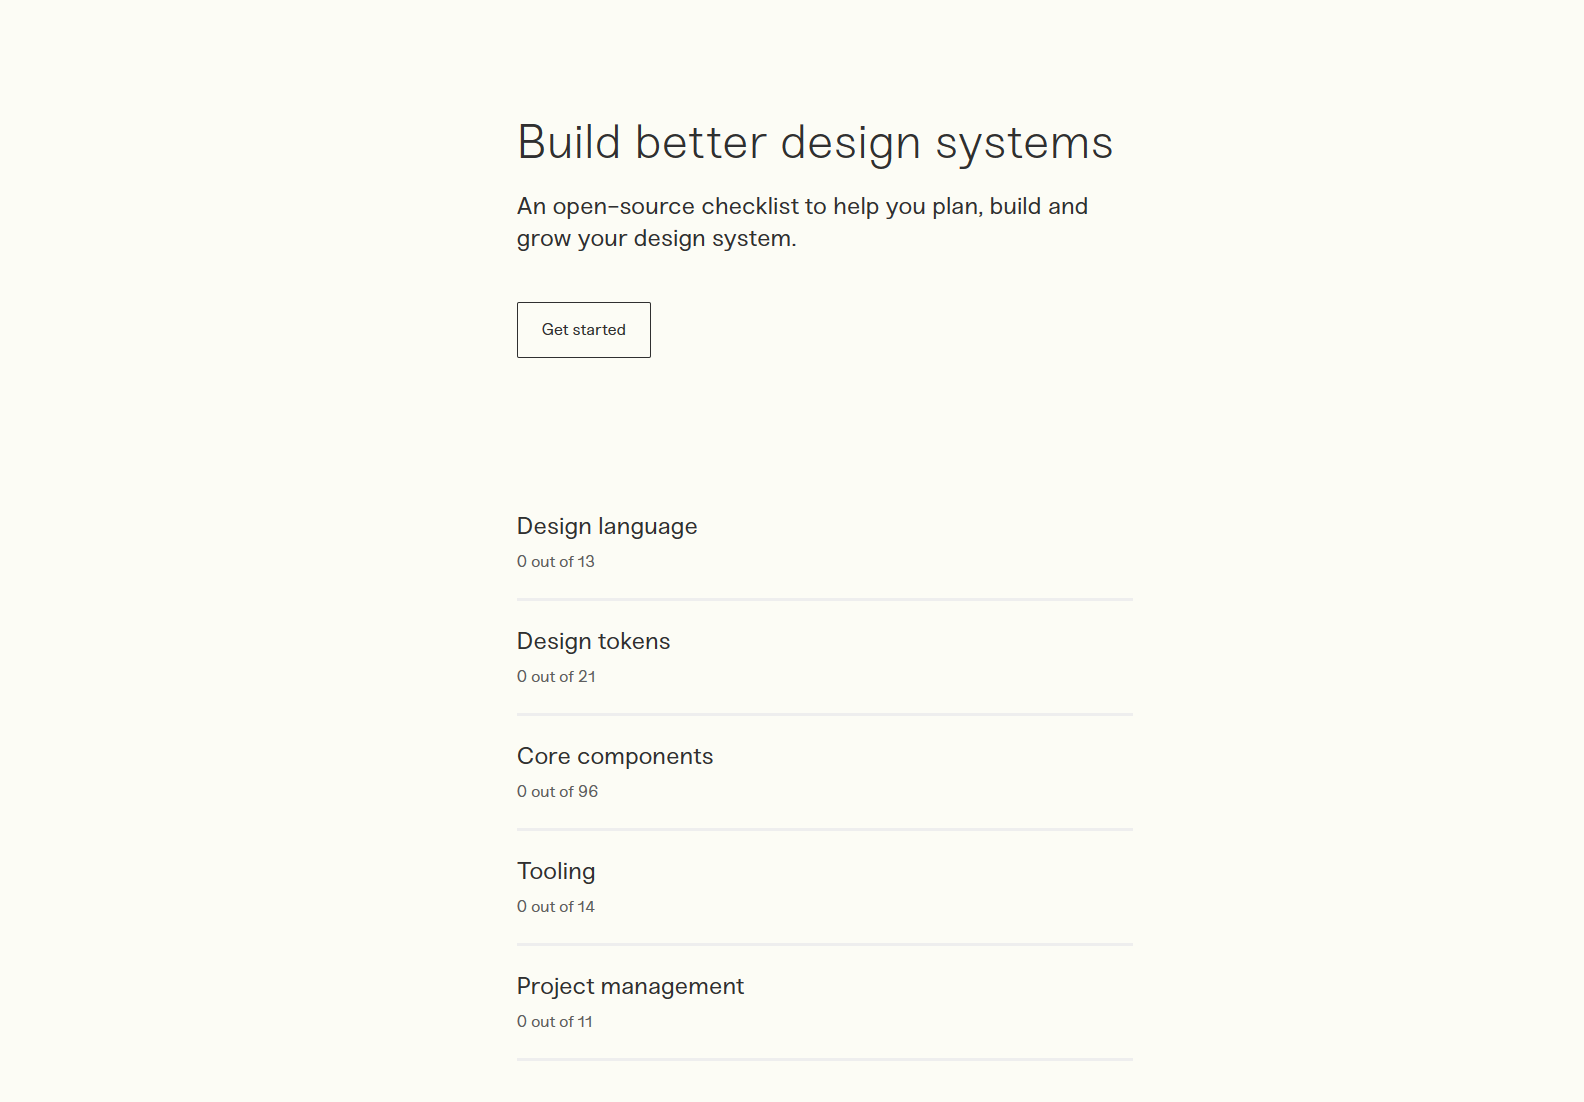 Build better design systems
An open-source checklist to help you plan, build and
grow your design system.
Get started
Design language
0 out of 13
Design tokens
0 out of 21
Core components
0 out of 96
Tooling
0 out of 14
Project management
0 out of 11